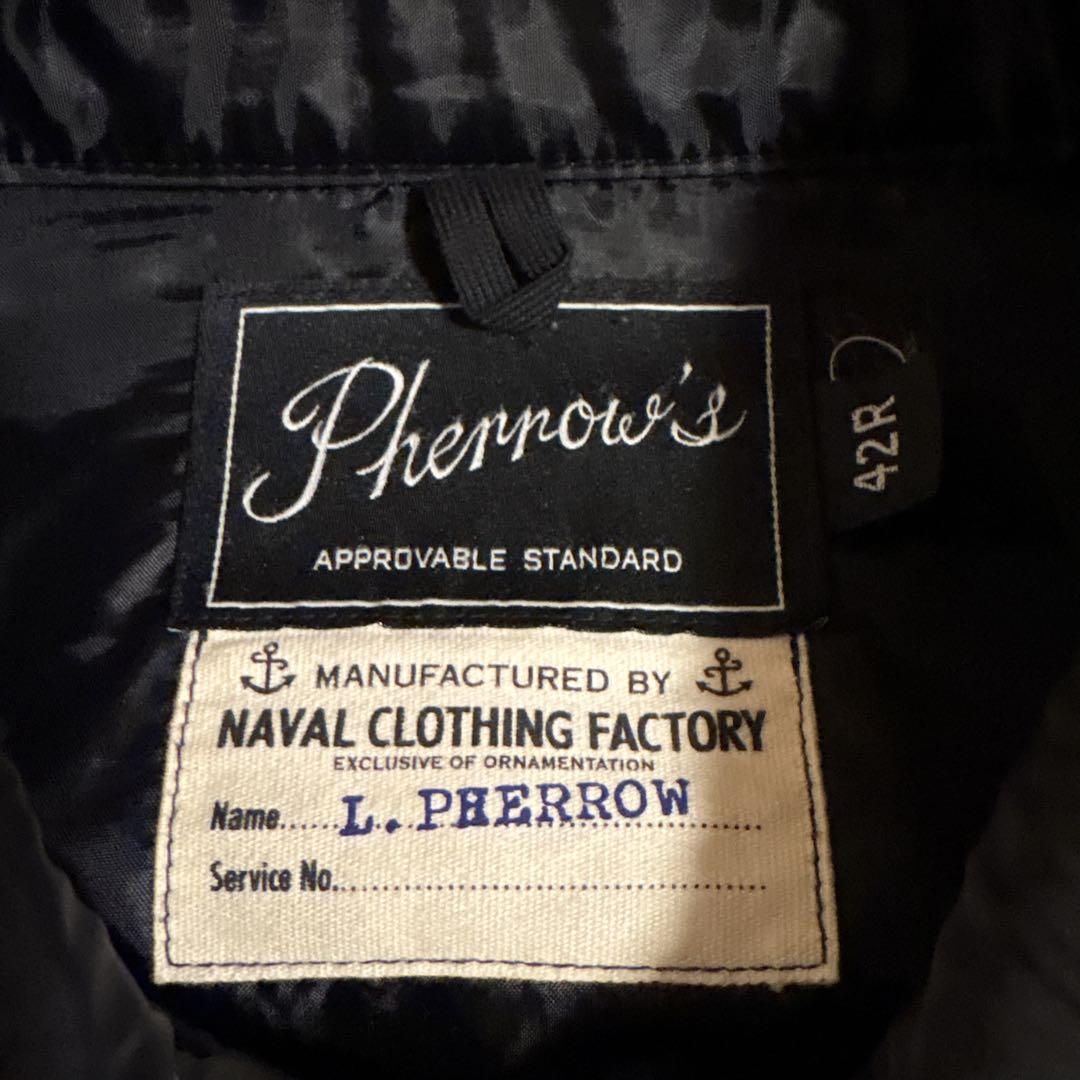 Pherrow's
APPROVABLE STANDARD
42R
MANUFACTURED BY
NAVAL CLOTHING FACTORY
EXCLUSIVE OF ORNAMENTATION
Name......L.PHERROW......
Service No........................................